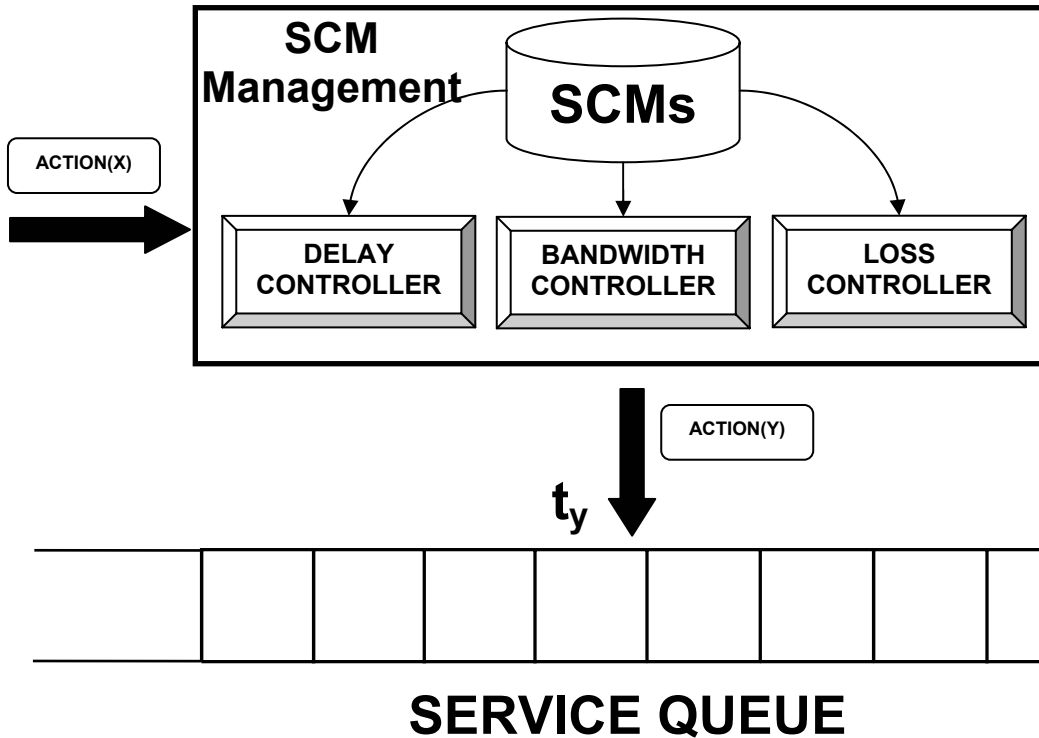 SCM
Management
SCMs
ACTION(X)
DELAY
CONTROLLER
BANDWIDTH
CONTROLLER
LOSS
CONTROLLER
ACTION(Y)
ty
SERVICE QUEUE